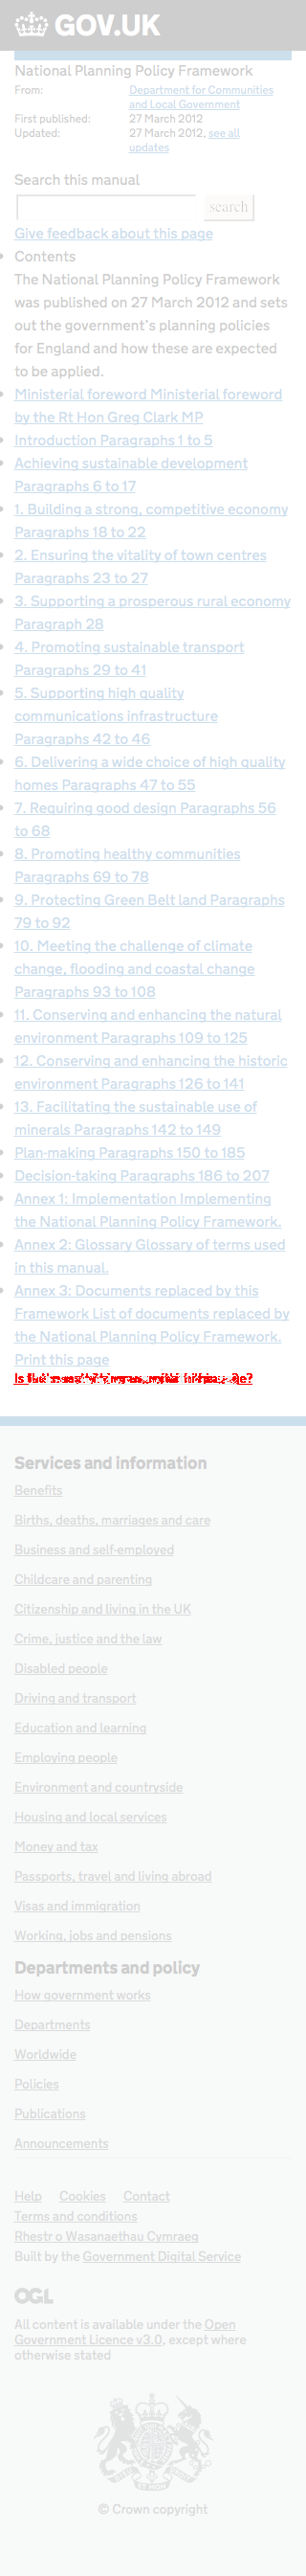 GOV.UK
National Planning Policy Framework
From:
Department for Communities
and Local Government
First published:
27 March 2012
Updated:
27 March 2012, see all
updates
Search this manual
search
Give feedback about this page
Contents
The National Planning Policy Framework
was published on 27 March 2012 and sets
out the government's planning policies
for England and how these are expected
to be applied.
Ministerial foreword Ministerial foreword
by the Rt Hon Greg Clark MP
Introduction Paragraphs 1 to 5
Achieving sustainable development
Paragraphs 6 to 17
1. Building a strong, competitive economy
Paragraphs 18 to 22
2. Ensuring the vitality of town centres
Paragraphs 23 to 27
3. Supporting a prosperous rural economy
Paragraph 28
4. Promoting sustainable transport
Paragraphs 29 to 41
5. Supporting high quality
communications infrastructure
Paragraphs 42 to 46
6. Delivering a wide choice of high quality
homes Paragraphs 47 to 55
7. Requiring good design Paragraphs 56
to 68
8. Promoting healthy communities
Paragraphs 69 to 78
9. Protecting Green Belt land Paragraphs
79 to 92
10. Meeting the challenge of climate
change, flooding and coastal change
Paragraphs 93 to 108
11. Conserving and enhancing the natural
environment Paragraphs 109 to 125
12. Conserving and enhancing the historic
environment Paragraphs 126 to 141
13. Facilitating the sustainable use of
minerals Paragraphs 142 to 149
Plan-making Paragraphs 150 to 185
Decision-taking Paragraphs 186 to 207
Annex 1: Implementation Implementing
the National Planning Policy Framework.
Annex 2: Glossary Glossary of terms used
in this manual.
Annex 3: Documents replaced by this
Framework List of documents replaced by
the National Planning Policy Framework.
Print this page
Services and information
Benefits
Births, deaths, marriages and care
Business and self-employed
Childcare and parenting
Citizenship and living in the UK
Crime, justice and the law
Disabled people
Driving and transport
Education and learning
Employing people
Environment and countryside
Housing and local services
Money and tax
Passports, travel and living abroad
Visas and immigration
Working, jobs and pensions
Departments and policy
How government works
Departments
Worldwide
Policies
Publications
Announcements
Help Cookies Contact
Terms and conditions
Rhestr o Wasanaethau Cymraeg
Built by the Government Digital Service
OGL
All content is available under the Open
Government Licence v3.0, except where
otherwise stated
© Crown copyright